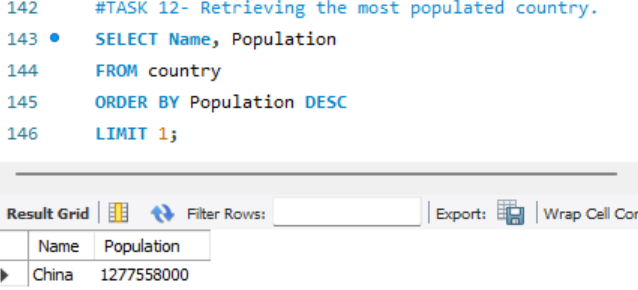 142 #TASK 12- Retrieving the most populated country.
143 SELECT Name, Population
144 FROM country
145 ORDER BY Population DESC
146 LIMIT 1;
Result Grid Filter Rows: Export: Wrap Cell Con
Name Population
China 1277558000